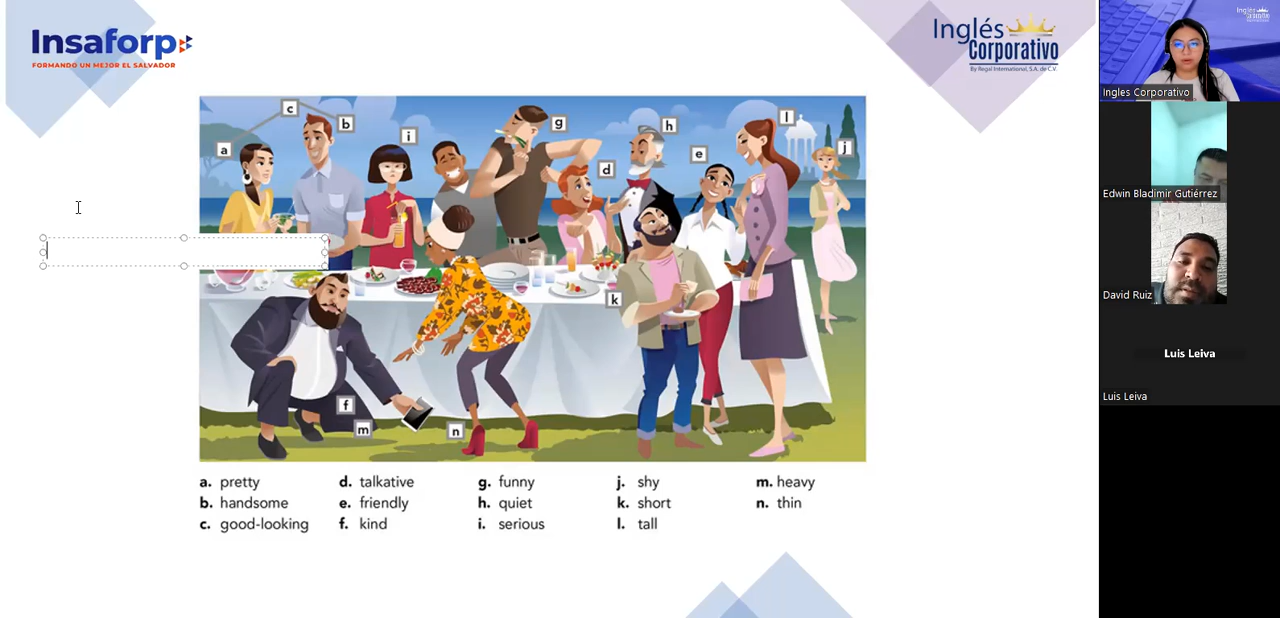 Insaforp
FORMANDO UN MEJOR EL SALVADOR
Inglés
Corporativo
By Regal International, S.A. de C.V.
c
b
a
i
g
h
l
j
d
e
k
f
m
n
a. pretty
b. handsome
c. good-looking
d. talkative
e. friendly
f. kind
g. funny
h. quiet
i. serious
j. shy
k. short
l. tall
m. heavy
n. thin
Ingles Corporativo
Edwin Bladimir Gutiérrez
David Ruiz
Luis Leiva
Luis Leiva